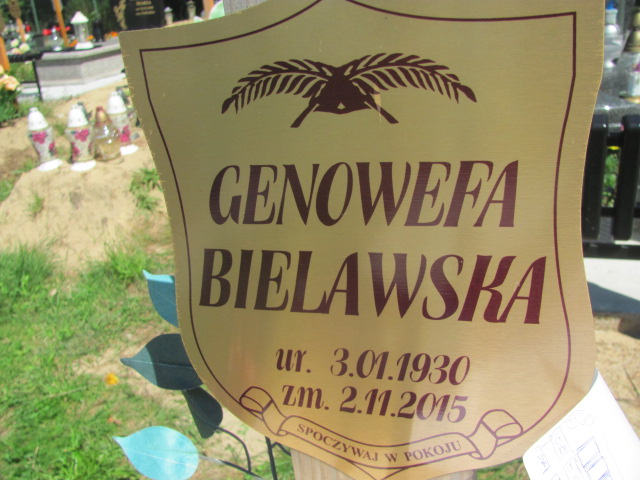 GENOWEFA
BIELAWSKA
ur. 3.01.1930
zm. 2.11.2015
SPOCZYWAJ W POKOJU